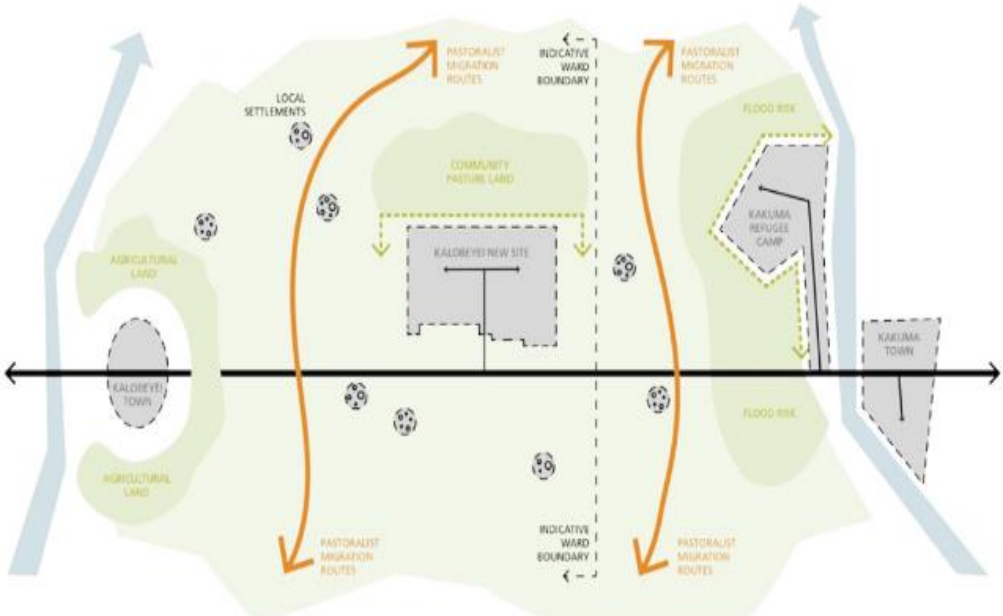 PASTORALIST
MIGRATION
ROUTES
INDICATIVE
WARD
BOUNDARY
PASTORALIST
MIGRATION
ROUTES
LOCAL
SETTLEMENTS
FLOOD RISK
COMMUNITY
PASTURE LAND
KAKUMA
REFUGEE
CAMP
KALOBEYEI NEW SITE
AGRICULTURAL
LAND
KAKUMA
TOWN
KALOBEYEI
TOWN
FLOOD RISK
AGRICULTURAL
LAND
PASTORALIST
MIGRATION
ROUTES
INDICATIVE
WARD
BOUNDARY
PASTORALIST
MIGRATION
ROUTES